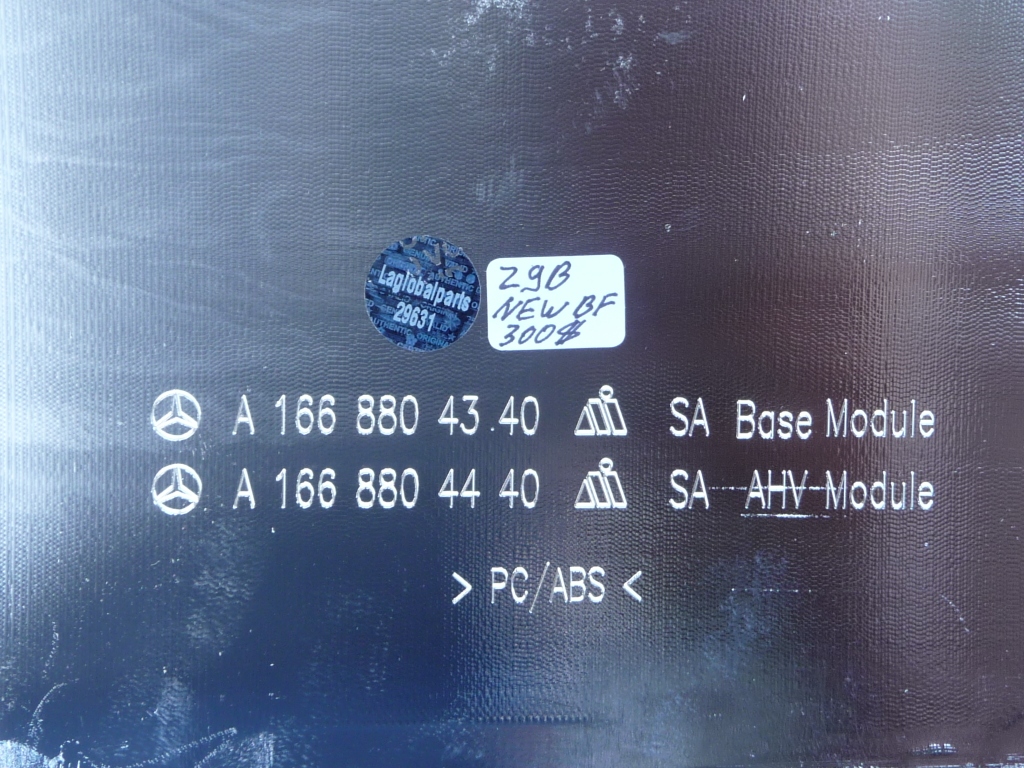 Laglobalparts
29631
29B
NEW BF
300$
A 166 880 43 40 SA Base Module
A 166 880 44 40 SA AHV Module
> PC/ABS <